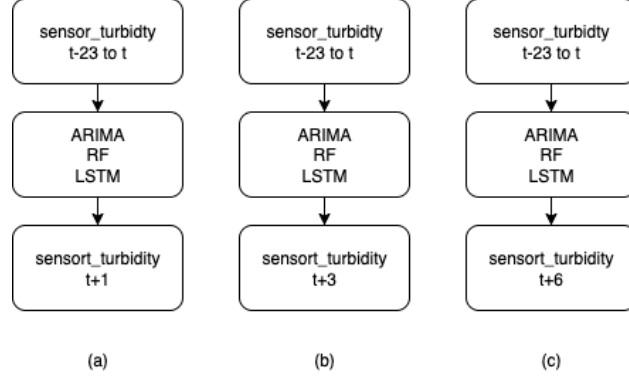 sensor_turbidty
t-23 to t
ARIMA
RF
LSTM
sensort_turbidity
t+1
(a)
sensor_turbidty
t-23 to t
ARIMA
RF
LSTM
sensort_turbidity
t+3
(b)
sensor_turbidty
t-23 to t
ARIMA
RF
LSTM
sensort_turbidity
t+6
(c)